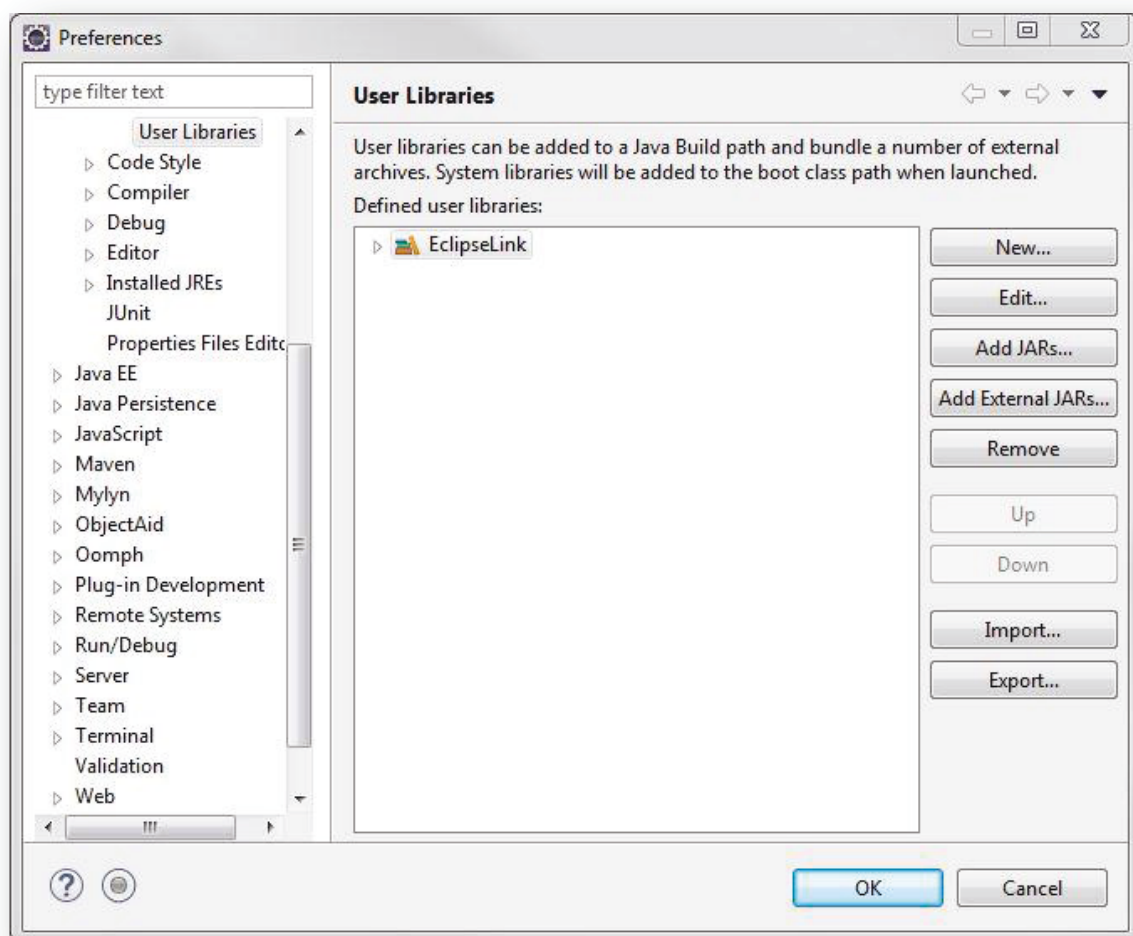 Preferences
type filter text
User Libraries
Code Style
Compiler
Debug
Editor
Installed JREs
JUnit
Properties Files Edito
Java EE
Java Persistence
JavaScript
Maven
Mylyn
ObjectAid
Oomph
Plug-in Development
Remote Systems
Run/Debug
Server
Team
Terminal
Validation
Web
User Libraries
User libraries can be added to a Java Build path and bundle a number of external
archives. System libraries will be added to the boot class path when launched.
Defined user libraries:
EclipseLink
New...
Edit...
Add JARs...
Add External JARs...
Remove
Up
Down
Import...
Export...
OK
Cancel